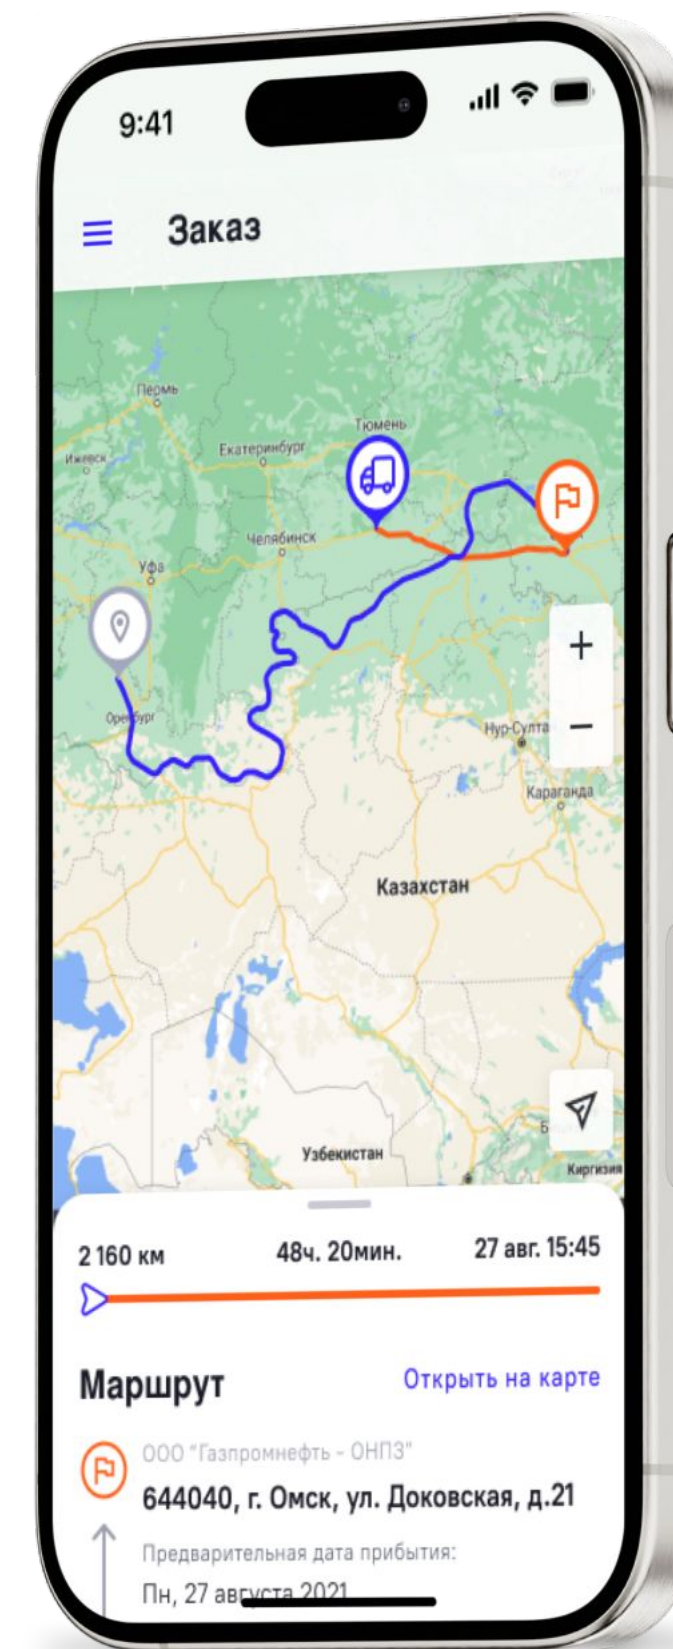 9:41
Заказ
Пермь
Тюмень
Екатеринбург
Ижевск
Челябинск
Уфа
Оренбург
Нур-Султа
Караганда
Казахстан
Узбекистан
Киргизия
2 160 км
48ч. 20мин.
27 авг. 15:45
Маршрут
Открыть на карте
ООО "Газпромнефть - ОНПЗ"
644040, г. Омск, ул. Доковская, д.21
Предварительная дата прибытия:
Пн, 27 августа 2021